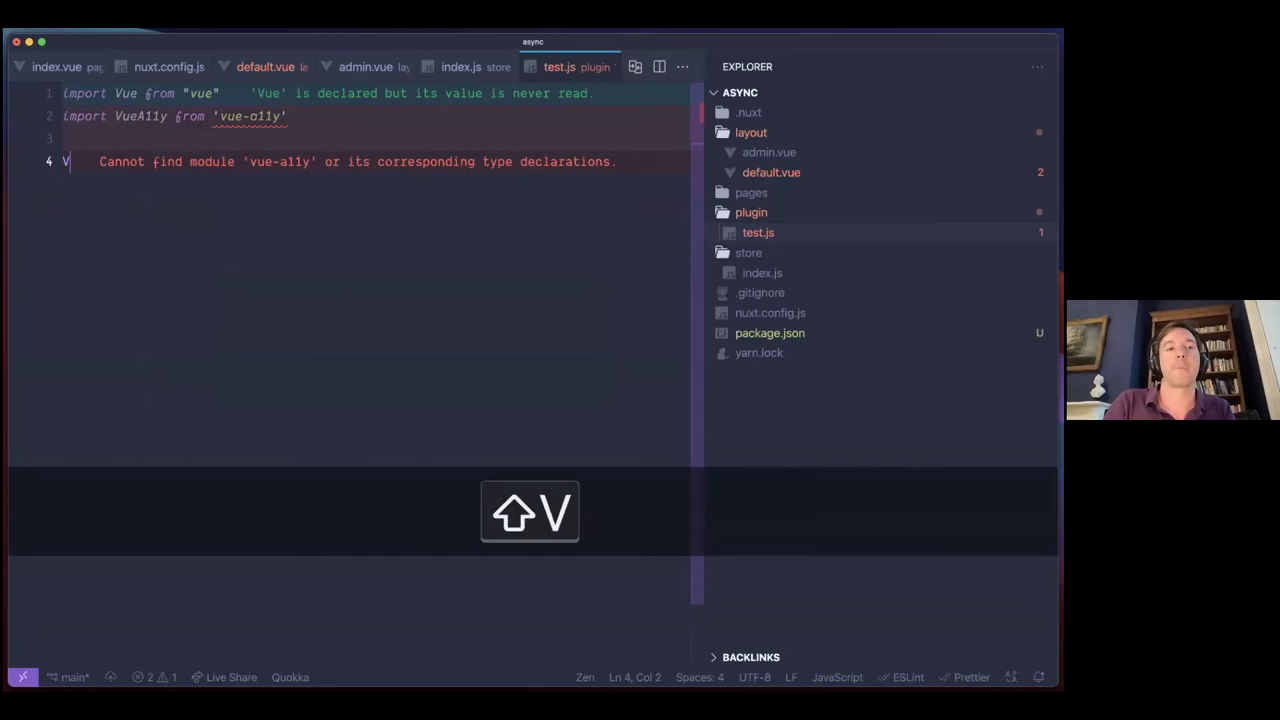 async
index.vue pag
nuxt.config.js
default.vue la
admin.vue lay
index.js store
test.js plugin
EXPLORER
1 import Vue from "vue" 'Vue' is declared but its value is never read.
2 import VueA11y from 'vue-a11y'
3
4 V Cannot find module 'vue-a11y' or its corresponding type declarations.
ASYNC
.nuxt
layout
admin.vue
default.vue 2
pages
plugin
test.js 1
store
index.js
.gitignore
nuxt.config.js
package.json U
yarn.lock
⇧V
BACKLINKS
main* 2 1 Live Share Quokka Zen Ln 4, Col 2 Spaces: 4 UTF-8 LF JavaScript ESLint Prettier